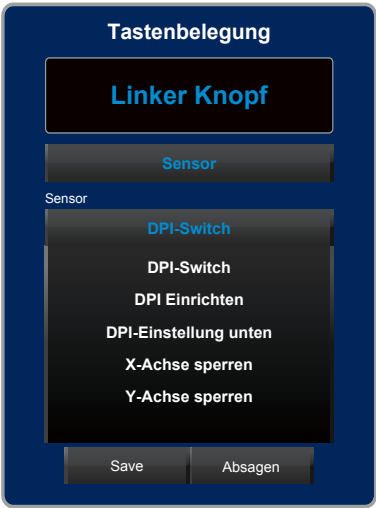 Tastenbelegung
Linker Knopf
Sensor
Sensor
DPI-Switch
DPI-Switch
DPI Einrichten
DPI-Einstellung unten
X-Achse sperren
Y-Achse sperren
Save Absagen